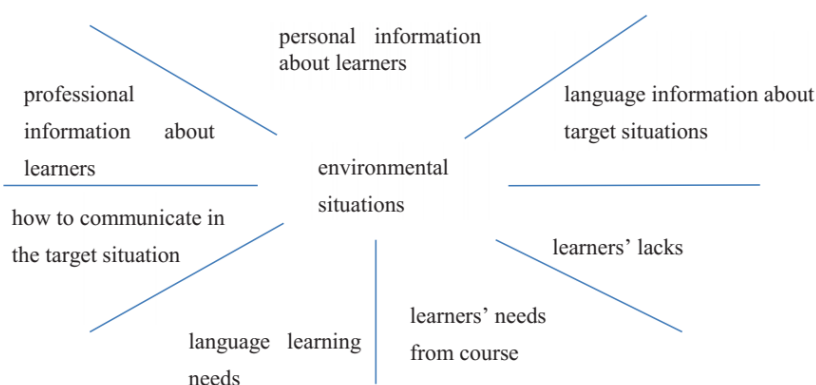 personal information
about learners
professional
information about
learners
language information about
target situations
environmental
situations
how to communicate in
the target situation
learners’ lacks
learners’ needs
from course
language learning
needs